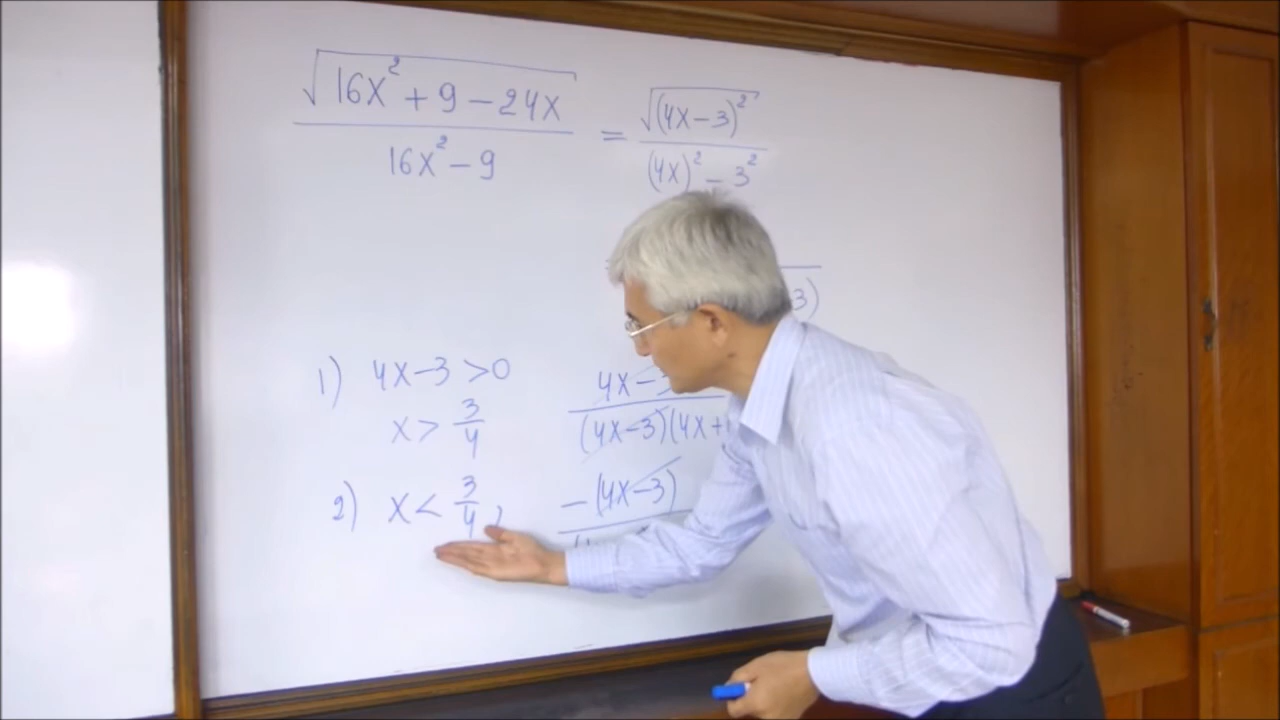 √(16x² + 9 − 24x) / (16x² − 9) = √((4x − 3)²) / ((4x)² − 3²)
3)
1) 4x − 3 > 0
x > 3/4
4x −
(4x − 3)(4x +
2) x < 3/4,
− (4x − 3)